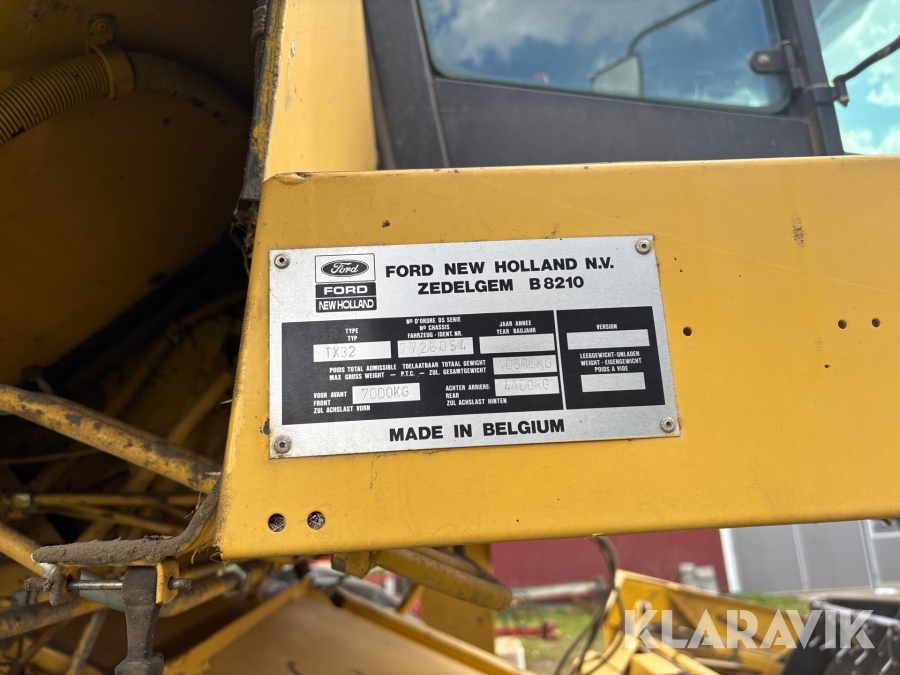 Ford
FORD
NEW HOLLAND
FORD NEW HOLLAND N.V.
ZEDELGEM B 8210
TYPE
TYP
Nº D'ORDRE DS SERIE
Nº CHASSIS
FAHRZEUG - IDENT. NR.
JAAR ANNEE
YEAR BAUJAHR
TX32
7728054
POIDS TOTAL ADMISSIBLE TOELAATBAAR TOTAAL GEWICHT
MAX GROSS WEIGHT - P.T.C. - ZUL. GESAMTGEWICHT
VOOR AVANT
FRONT
ZUL ACHSLAST VORN
7000KG
ACHTER ARRIERE
REAR
ZUL ACHSLAST HINTEN
4100KG
VERSION
LEEGGEWICHT - UNLADEN
WEIGHT - EIGENGEWICHT
POIDS A VIDE
MADE IN BELGIUM
KLARAVIK